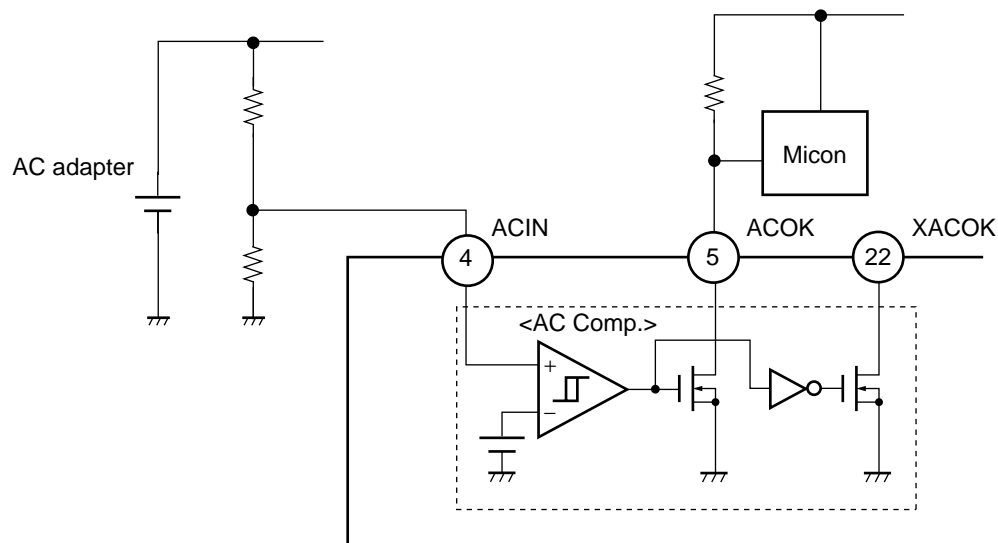 Micon
AC adapter
ACIN
ACOK
XACOK
4
5
22
<AC Comp.>
+
−